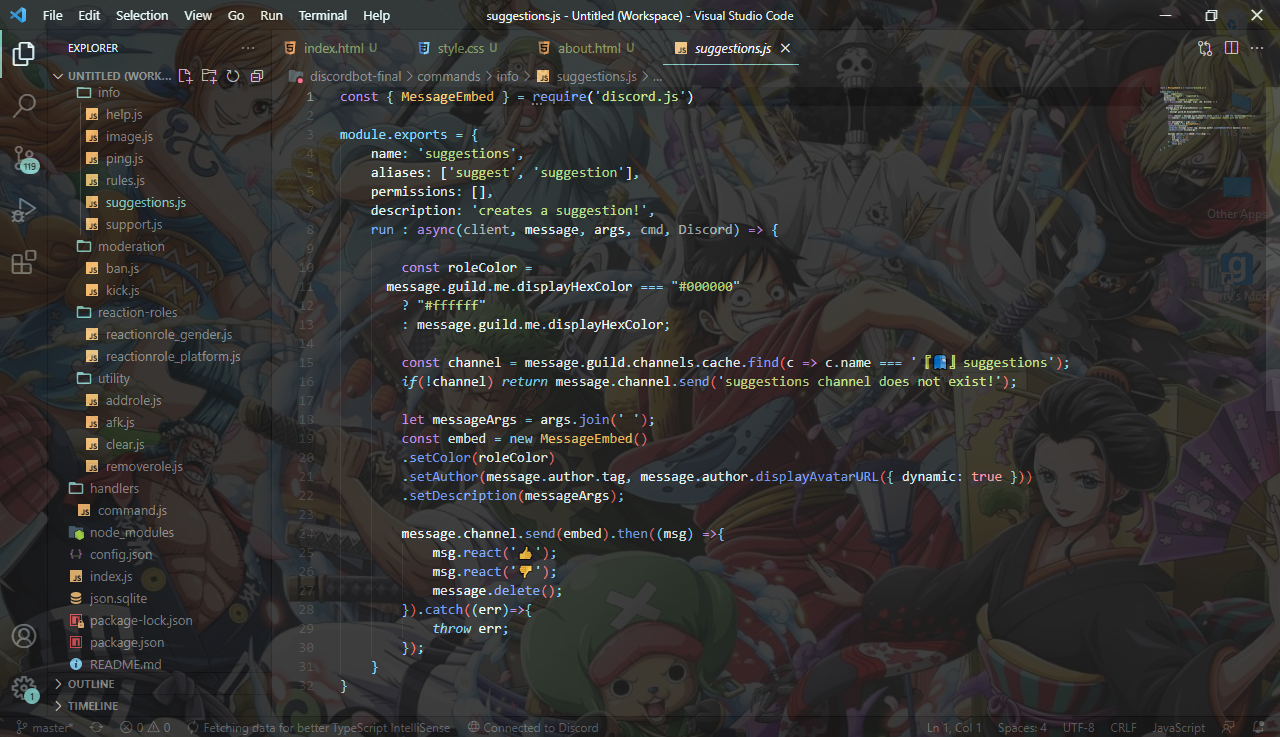 File Edit Selection View Go Run Terminal Help
suggestions.js - Untitled (Workspace) - Visual Studio Code
EXPLORER
UNTITLED (WORK...
info
help.js
image.js
ping.js
rules.js
suggestions.js
support.js
moderation
ban.js
kick.js
reaction-roles
reactionrole_gender.js
reactionrole_platform.js
utility
addrole.js
afk.js
clear.js
removerole.js
handlers
command.js
node_modules
config.json
index.js
json.sqlite
package-lock.json
package.json
README.md
OUTLINE
TIMELINE
119
1
index.html U
style.css U
about.html U
suggestions.js
discordbot-final > commands > info > suggestions.js > ...
1 const { MessageEmbed } = require('discord.js')
2
3 module.exports = {
4 name: 'suggestions',
5 aliases: ['suggest', 'suggestion'],
6 permissions: [],
7 description: 'creates a suggestion!',
8 run : async(client, message, args, cmd, Discord) => {
9
10 const roleColor =
11 message.guild.me.displayHexColor === "#000000"
12 ? "#ffffff"
13 : message.guild.me.displayHexColor;
14
15 const channel = message.guild.channels.cache.find(c => c.name === '『📘』suggestions');
16 if(!channel) return message.channel.send('suggestions channel does not exist!');
17
18 let messageArgs = args.join(' ');
19 const embed = new MessageEmbed()
20 .setColor(roleColor)
21 .setAuthor(message.author.tag, message.author.displayAvatarURL({ dynamic: true }))
22 .setDescription(messageArgs);
23
24 message.channel.send(embed).then((msg) =>{
25 msg.react('👍');
26 msg.react('👎');
27 message.delete();
28 }).catch((err)=>{
29 throw err;
30 });
31 }
32 }
Other Apps
master*
0 0
Fetching data for better TypeScript IntelliSense
Connected to Discord
Ln 1, Col 1
Spaces: 4
UTF-8
CRLF
JavaScript